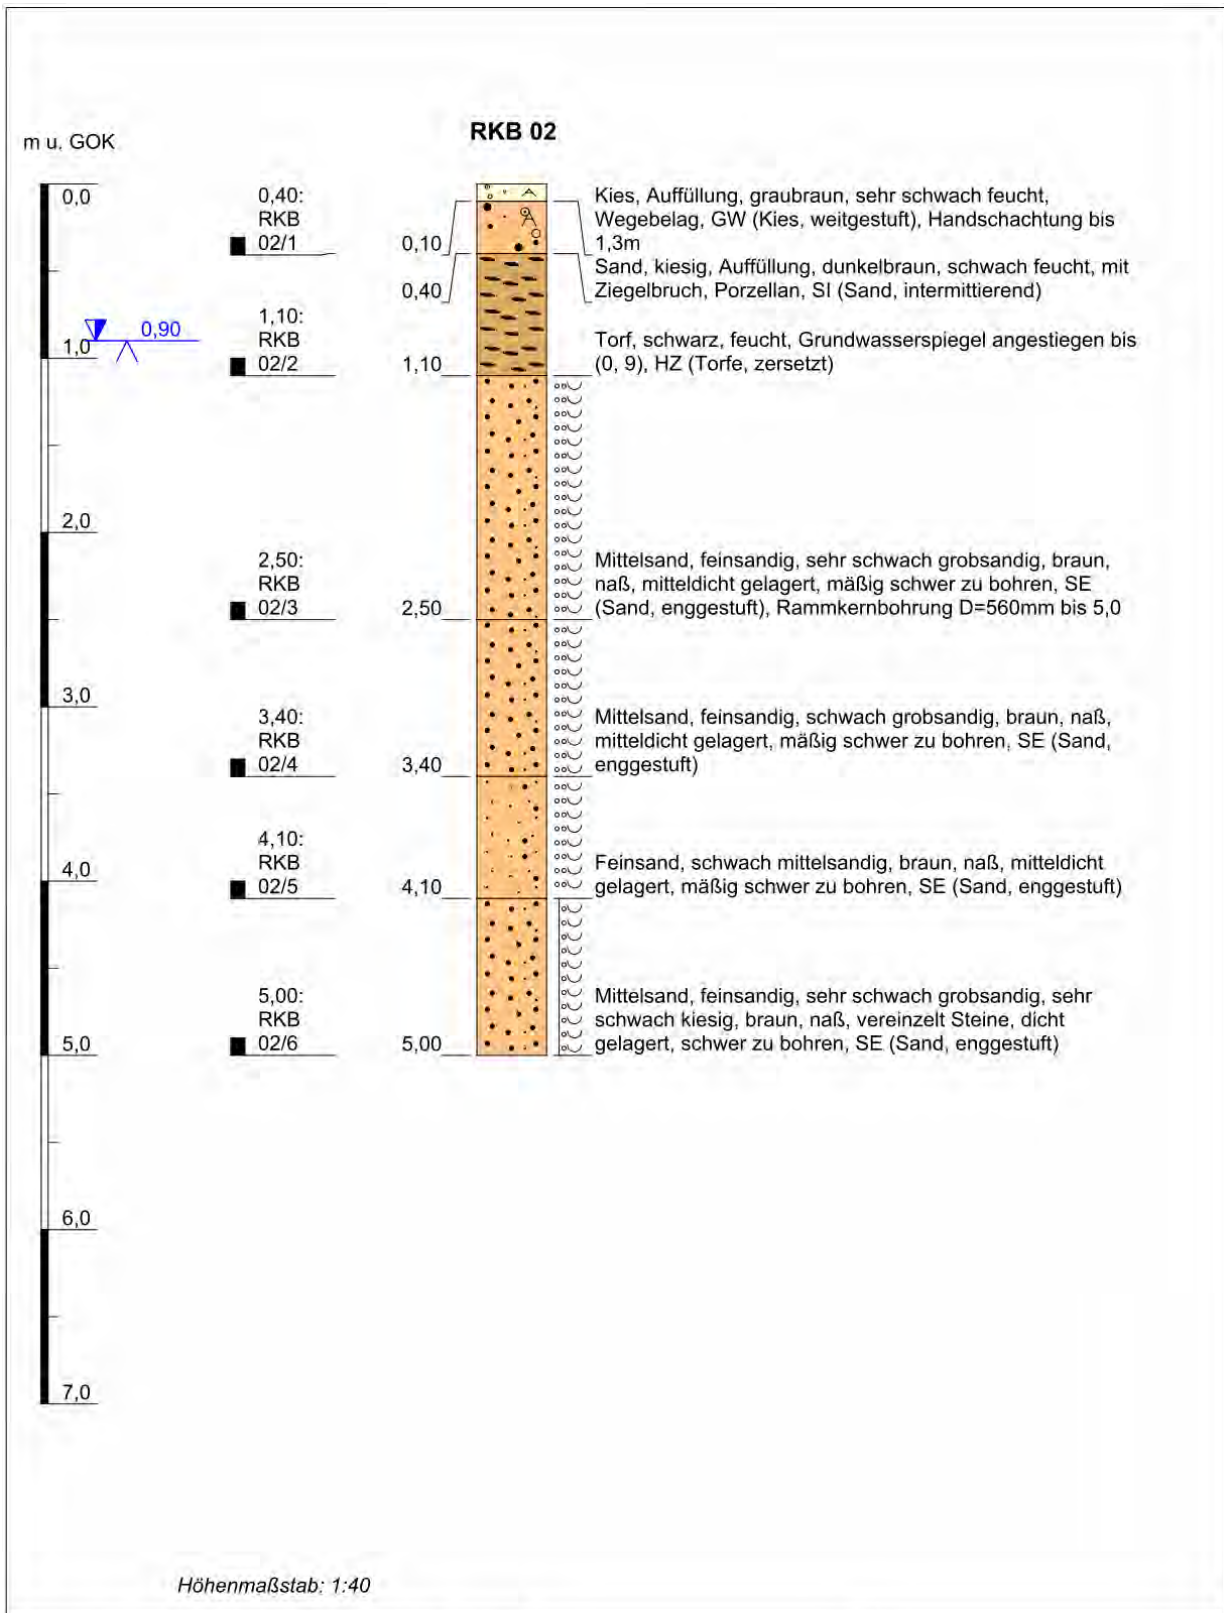 RKB 02
m u. GOK
0,0
1,0
2,0
3,0
4,0
5,0
6,0
7,0
0,90
0,40:
RKB
02/1
1,10:
RKB
02/2
2,50:
RKB
02/3
3,40:
RKB
02/4
4,10:
RKB
02/5
5,00:
RKB
02/6
0,10
0,40
1,10
2,50
3,40
4,10
5,00
Kies, Auffüllung, graubraun, sehr schwach feucht,
Wegebelag, GW (Kies, weitgestuft), Handschachtung bis
1,3m
Sand, kiesig, Auffüllung, dunkelbraun, schwach feucht, mit
Ziegelbruch, Porzellan, SI (Sand, intermittierend)
Torf, schwarz, feucht, Grundwasserspiegel angestiegen bis
(0, 9), HZ (Torfe, zersetzt)
Mittelsand, feinsandig, sehr schwach grobsandig, braun,
naß, mitteldicht gelagert, mäßig schwer zu bohren, SE
(Sand, enggestuft), Rammkernbohrung D=560mm bis 5,0
Mittelsand, feinsandig, schwach grobsandig, braun, naß,
mitteldicht gelagert, mäßig schwer zu bohren, SE (Sand,
enggestuft)
Feinsand, schwach mittelsandig, braun, naß, mitteldicht
gelagert, mäßig schwer zu bohren, SE (Sand, enggestuft)
Mittelsand, feinsandig, sehr schwach grobsandig, sehr
schwach kiesig, braun, naß, vereinzelt Steine, dicht
gelagert, schwer zu bohren, SE (Sand, enggestuft)
Höhenmaßstab: 1:40